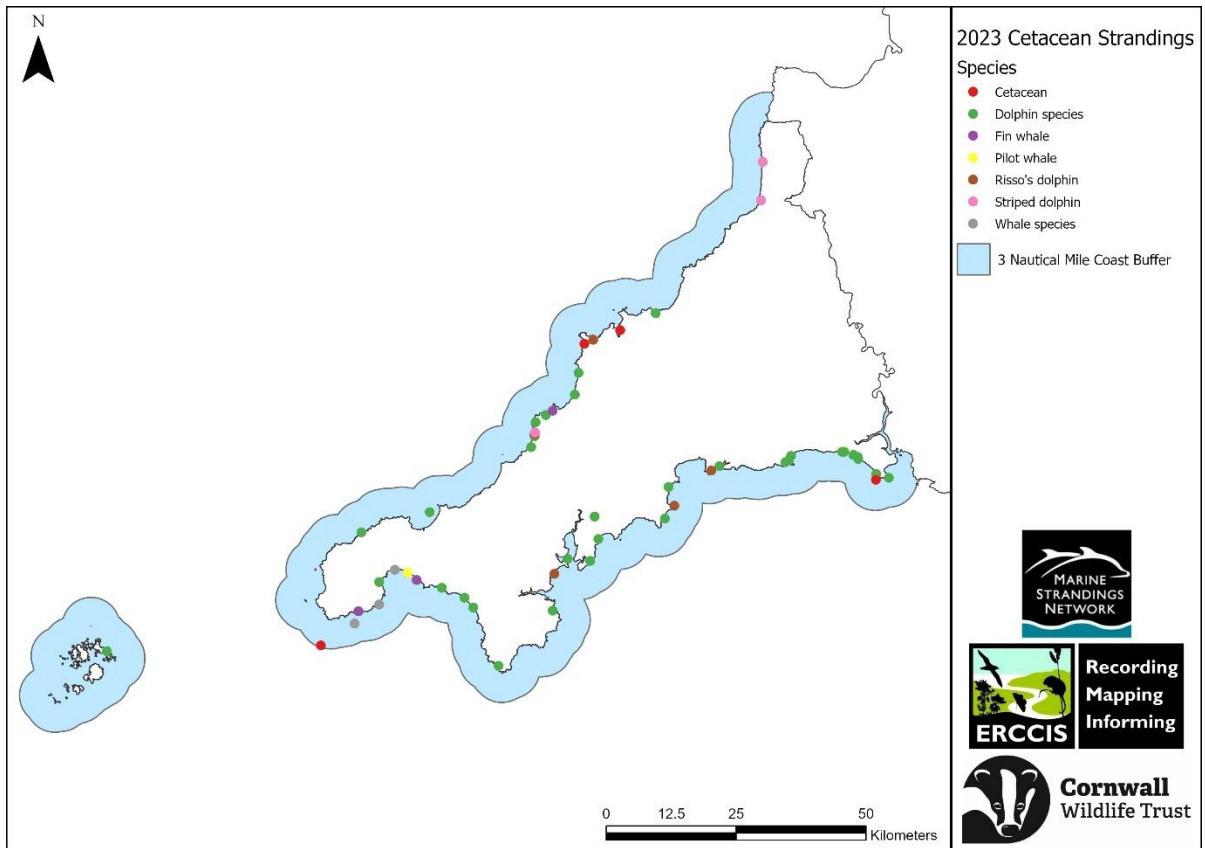 N
2023 Cetacean Strandings
Species
Cetacean
Dolphin species
Fin whale
Pilot whale
Risso's dolphin
Striped dolphin
Whale species
3 Nautical Mile Coast Buffer
MARINE
STRANDINGS
NETWORK
ERCCIS
Recording
Mapping
Informing
Cornwall
Wildlife Trust
0 12.5 25 50
Kilometers